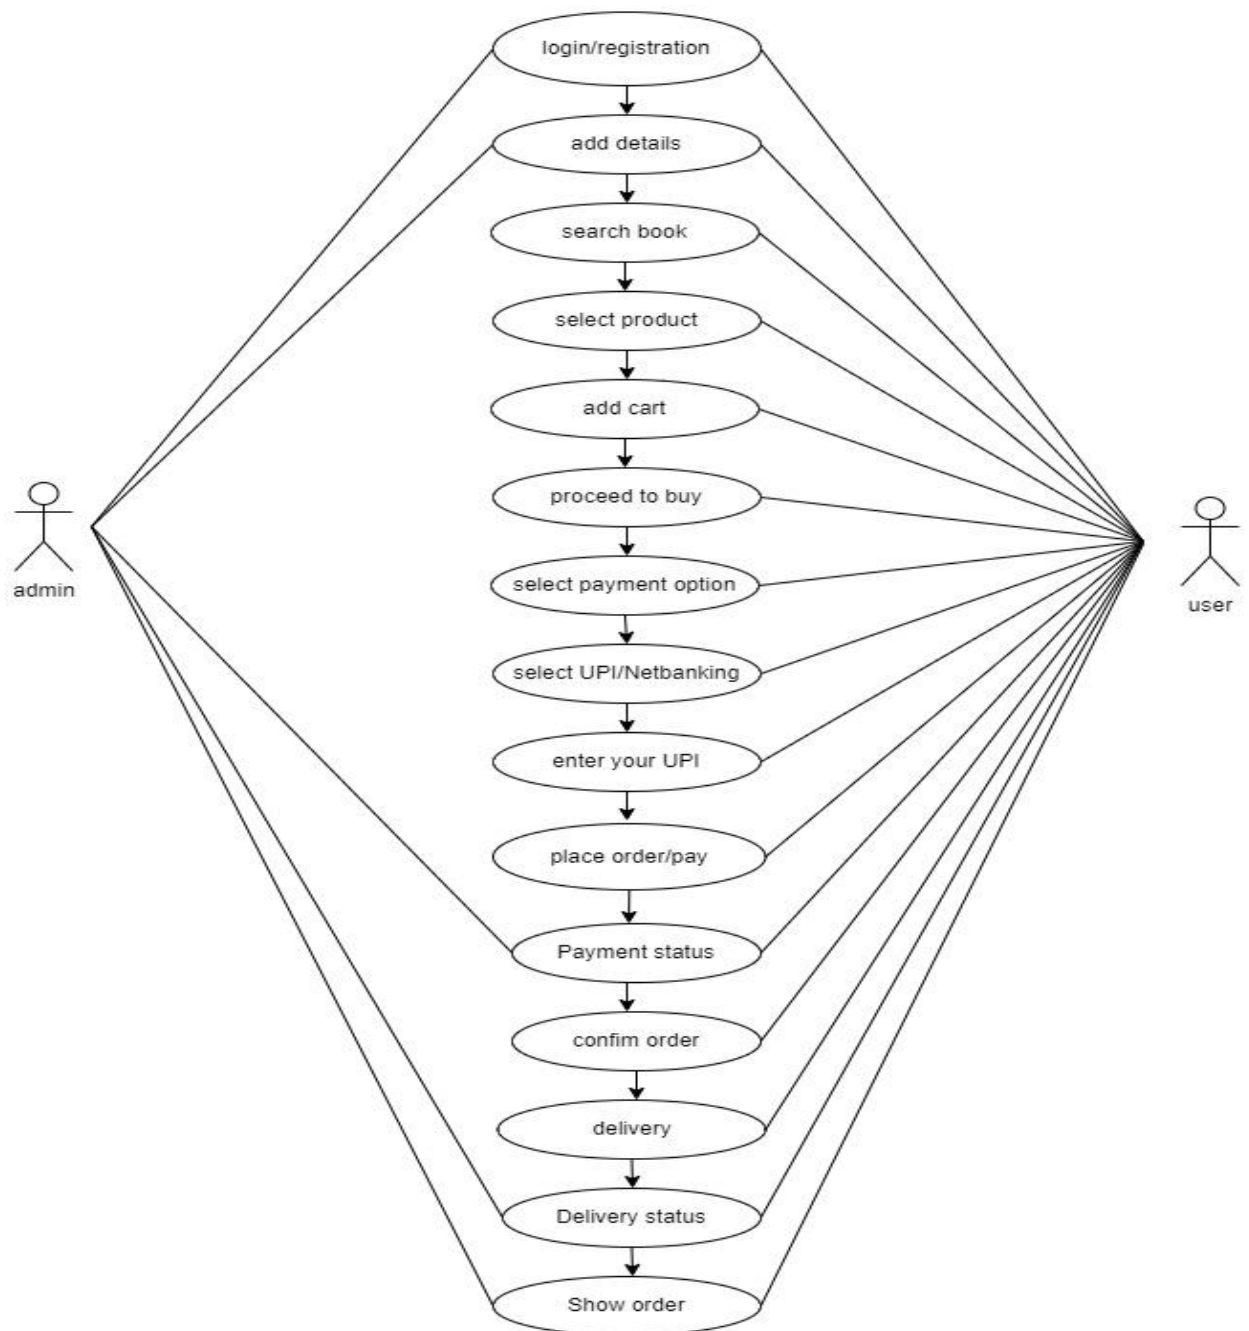 login/registration
add details
search book
select product
add cart
proceed to buy
admin
select payment option
user
select UPI/Netbanking
enter your UPI
place order/pay
Payment status
confim order
delivery
Delivery status
Show order